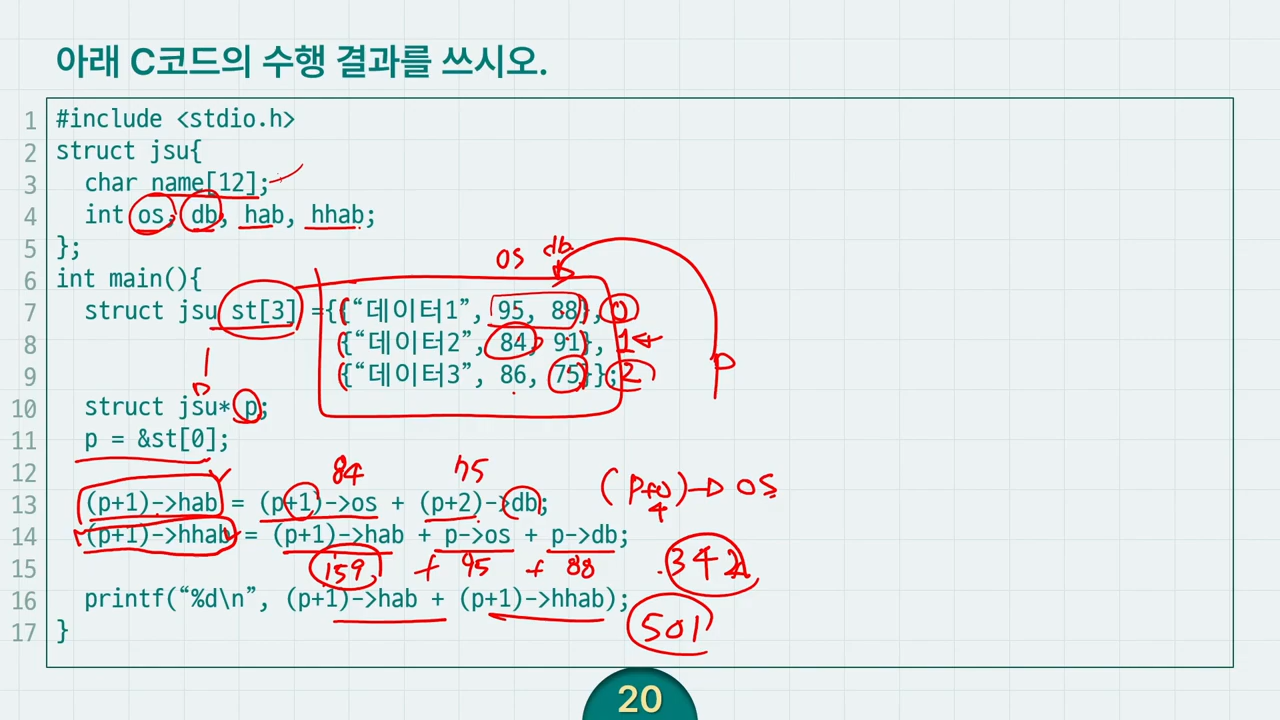 아래 C코드의 수행 결과를 쓰시오.
1 #include <stdio.h>
2 struct jsu{
3 char name[12];
4 int os, db, hab, hhab;
5 };
os db
6 int main(){
7 struct jsu st[3] ={{“데이터1”, 95, 88}, 0
8 {“데이터2”, 84, 91}, 1
9 {“데이터3”, 86, 75}}; 2
p
10 struct jsu* p;
11 p = &st[0];
12
84 75
13 (p+1)->hab = (p+1)->os + (p+2)->db; (p+0)->os
14 (p+1)->hhab = (p+1)->hab + p->os + p->db;
15 159 + 95 + 88 342
16 printf(“%d\n”, (p+1)->hab + (p+1)->hhab);
501
17 }
20